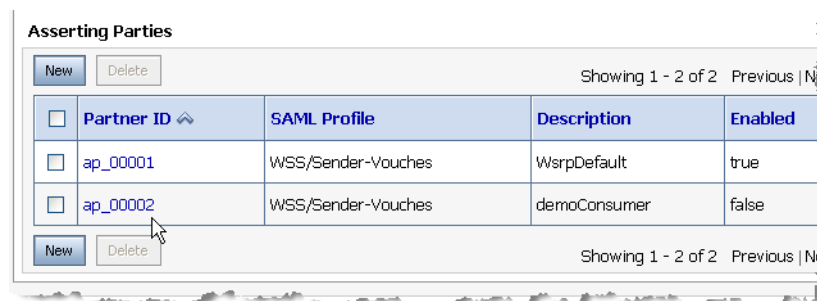 Asserting Parties
New Delete Showing 1 - 2 of 2 Previous |
Partner ID SAML Profile Description Enabled
ap_00001 WSS/Sender-Vouches WsrpDefault true
ap_00002 WSS/Sender-Vouches demoConsumer false
New Delete Showing 1 - 2 of 2 Previous |